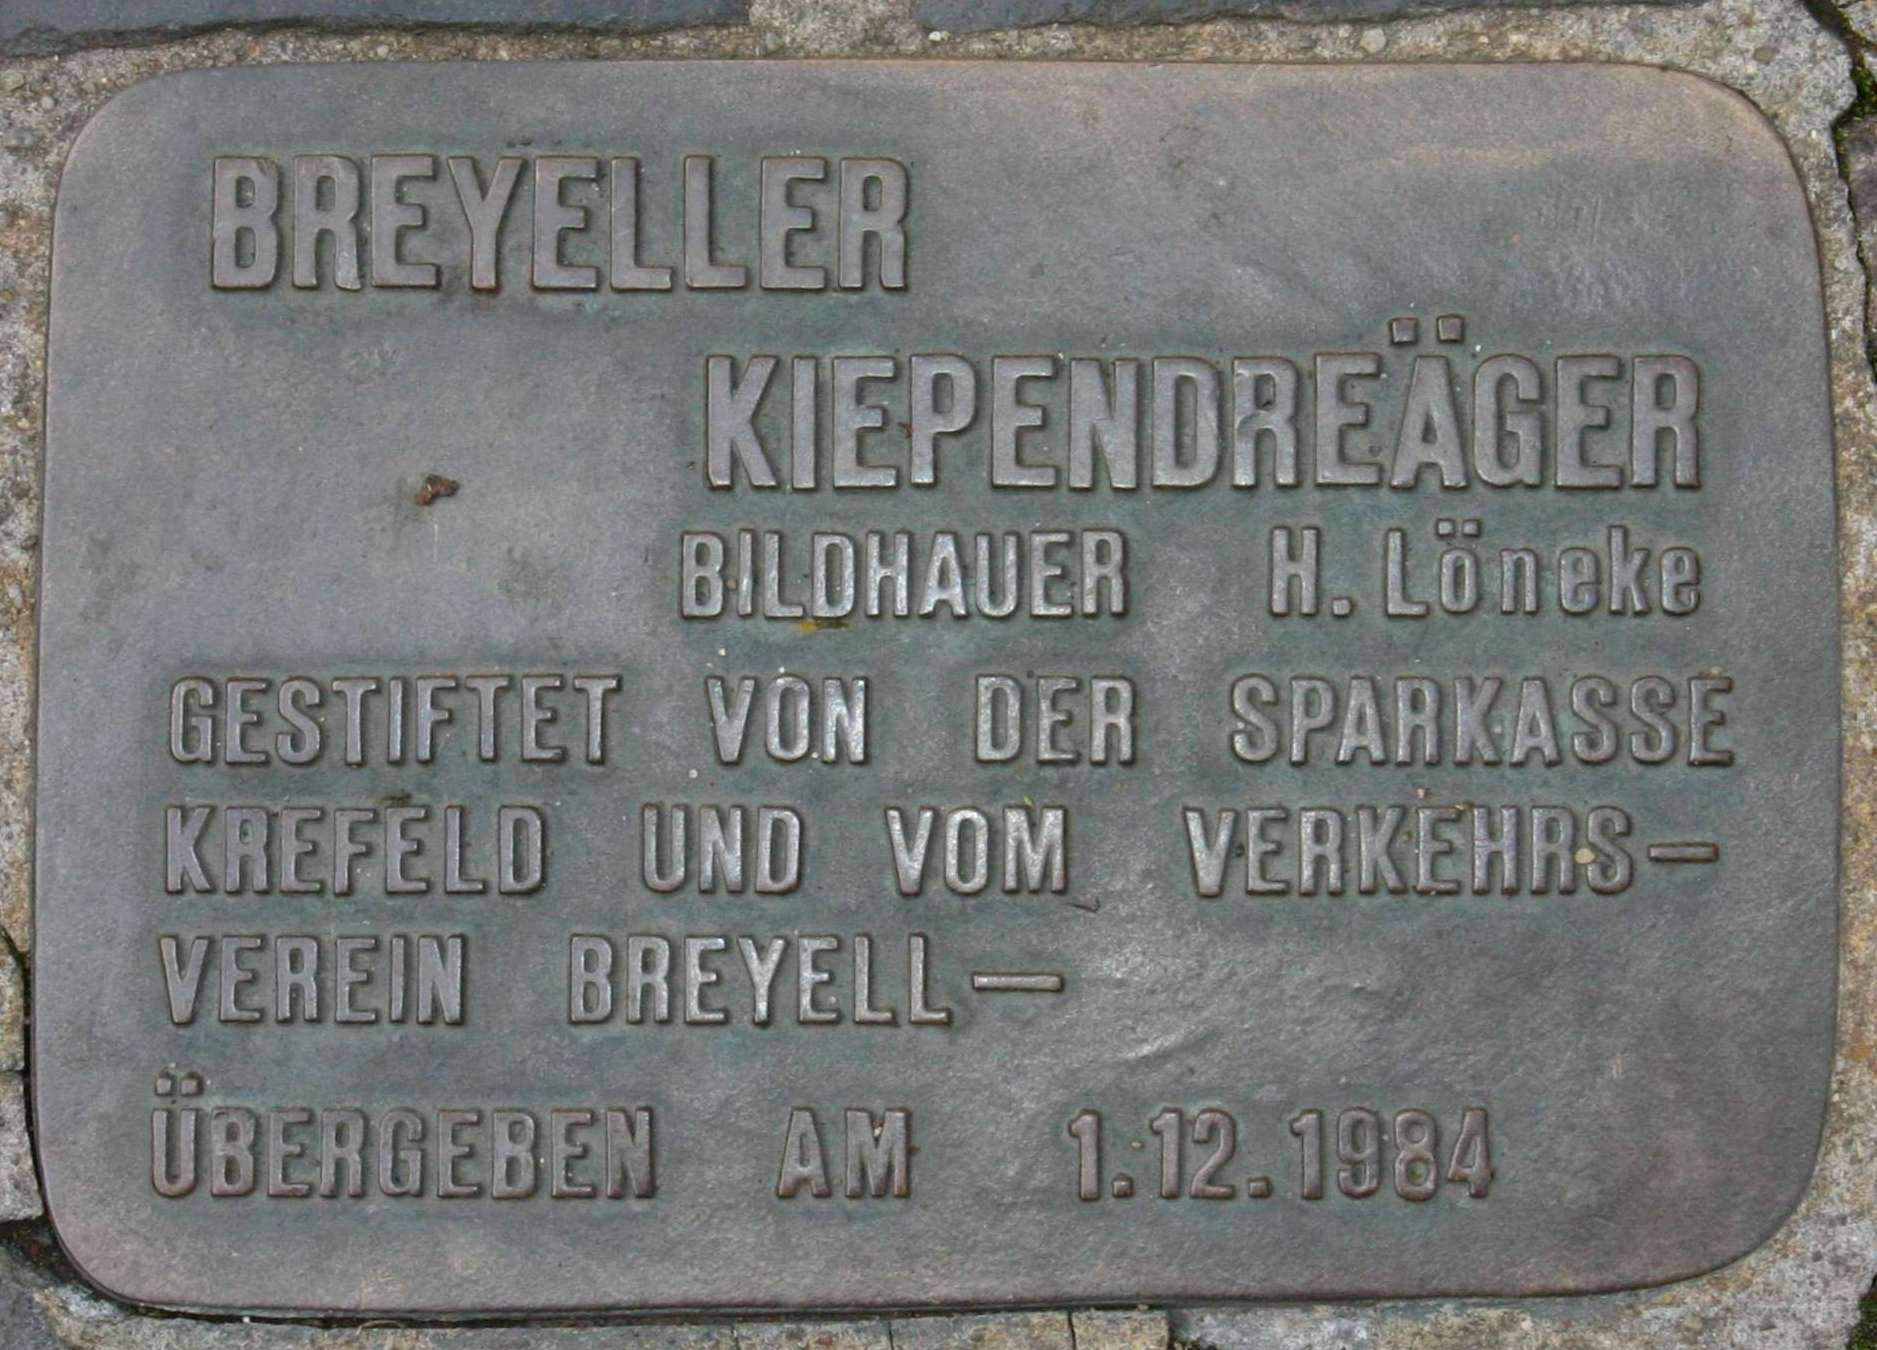 BREYELLER
KIEPENDREÄGER
BILDHAUER H. Löneke
GESTIFTET VON DER SPARKASSE
KREFELD UND VOM VERKEHRS–
VEREIN BREYELL–
ÜBERGEBEN AM 1.12.1984